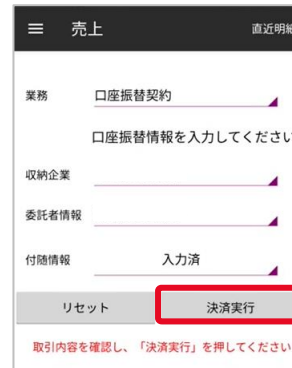 売上 直近明細
業務 口座振替契約
口座振替情報を入力してください
収納企業
委託者情報
付随情報 入力済
リセット 決済実行
取引内容を確認し、「決済実行」を押してください